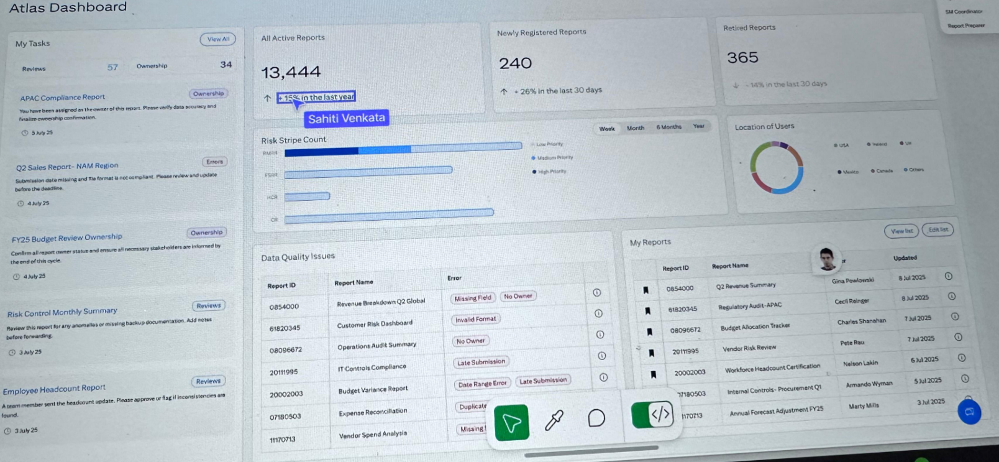 Atlas Dashboard
SM Coordinator
Report Preparer
My Tasks
View All
Reviews 57 Ownership 34
APAC Compliance Report Ownership
You have been assigned as the owner of this report. Please verify data accuracy and
finalize ownership confirmation.
5 July 25
Q2 Sales Report- NAM Region Errors
Submission data missing and file format is not compliant. Please review and update
before the deadline.
4 July 25
FY25 Budget Review Ownership Ownership
Confirm all report owner status and ensure all necessary stakeholders are informed by
the end of this cycle.
4 July 25
Risk Control Monthly Summary Reviews
Review this report for any anomalies or missing backup documentation. Add notes
before forwarding.
3 July 25
Employee Headcount Report Reviews
A team member sent the headcount update. Please approve or flag if inconsistencies are
found.
3 July 25
All Active Reports
13,444
↑ + 15% in the last year
Sahiti Venkata
Newly Registered Reports
240
↑ + 26% in the last 30 days
Retired Reports
365
↓ - 14% in the last 30 days
Risk Stripe Count
Week Month 6 Months Year
HCR
CR
Low Priority
Medium Priority
High Priority
Location of Users
USA Ireland UK
Mexico Canada Others
Data Quality Issues
Report ID Report Name Error
0854000 Revenue Breakdown Q2 Global Missing Field No Owner
61820345 Customer Risk Dashboard Invalid Format
08096672 Operations Audit Summary No Owner
20111995 IT Controls Compliance Late Submission
20002003 Budget Variance Report Date Range Error Late Submission
07180503 Expense Reconciliation Duplicate
11170713 Vendor Spend Analysis Missing
My Reports
View list Edit list
Report ID Report Name Updated
0854000 Q2 Revenue Summary Gina Powlowski 8 Jul 2025
61820345 Regulatory Audit-APAC Cecil Reinger 8 Jul 2025
08096672 Budget Allocation Tracker Charles Shanahan 7 Jul 2025
20111995 Vendor Risk Review Pete Rau 7 Jul 2025
20002003 Workforce Headcount Certification Nelson Lakin 6 Jul 2025
07180503 Internal Controls- Procurement Q1 Armando Wyman 5 Jul 2025
1170713 Annual Forecast Adjustment FY25 Marty Mills 3 Jul 2025